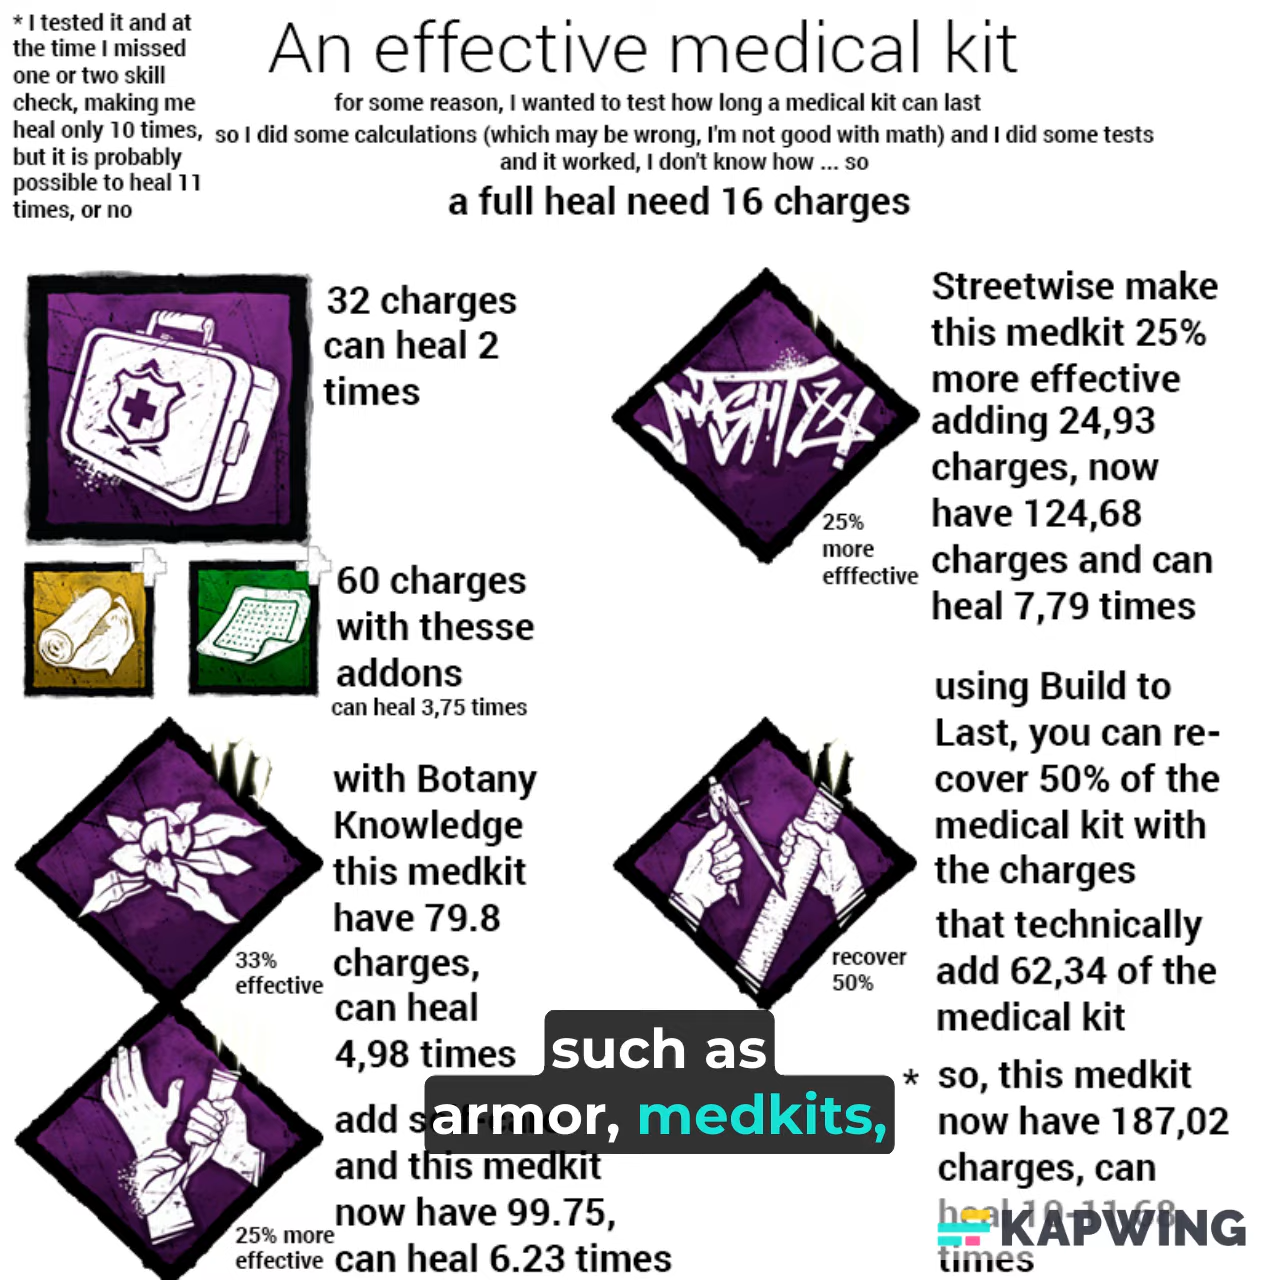 * I tested it and at
the time I missed
one or two skill
check, making me
heal only 10 times,
but it is probably
possible to heal 11
times, or no
An effective medical kit
for some reason, I wanted to test how long a medical kit can last
so I did some calculations (which may be wrong, I'm not good with math) and I did some tests
and it worked, I don't know how ... so
a full heal need 16 charges
32 charges
can heal 2
times
60 charges
with thesse
addons
can heal 3,75 times
with Botany
Knowledge
this medkit
have 79.8
charges,
can heal
4,98 times
33%
effective
add self-care
and this medkit
now have 99.75,
can heal 6.23 times
25% more
effective
Streetwise make
this medkit 25%
more effective
adding 24,93
charges, now
have 124,68
charges and can
heal 7,79 times
25%
more
efffective
using Build to
Last, you can re-
cover 50% of the
medical kit with
the charges
that technically
add 62,34 of the
medical kit
recover
50%
* so, this medkit
now have 187,02
charges, can
heal 10-11,68
times
such as
armor, medkits,
KAPWING